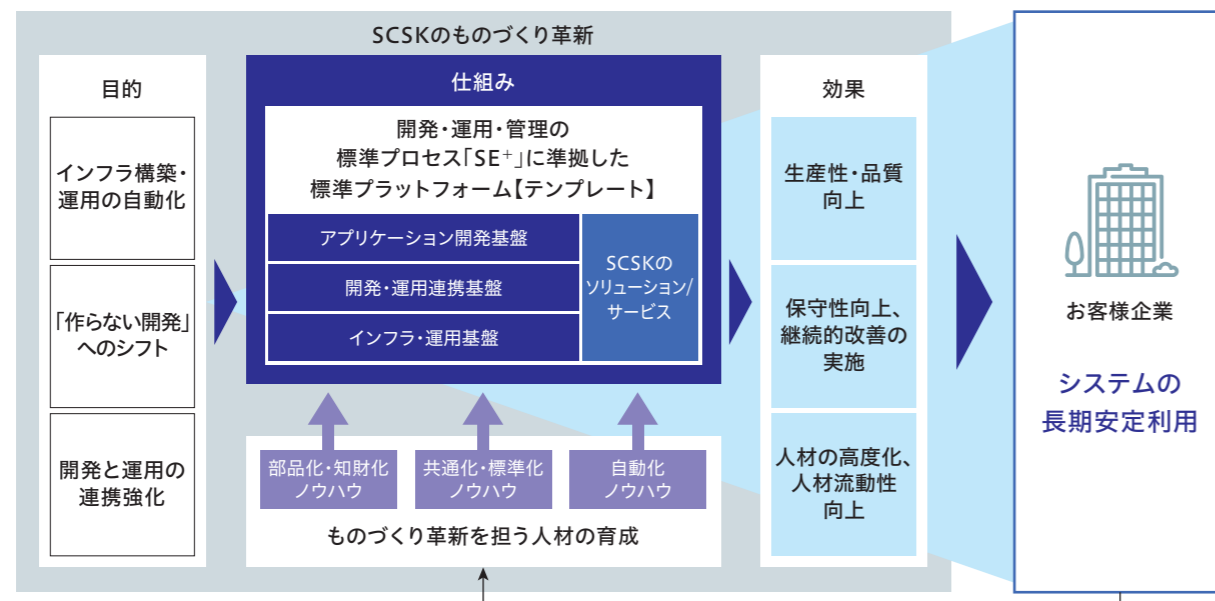 SCSKのものづくり革新
目的
インフラ構築・
運用の自動化
「作らない開発」
へのシフト
開発と運用の
連携強化
仕組み
開発・運用・管理の
標準プロセス「SE⁺」に準拠した
標準プラットフォーム【テンプレート】
アプリケーション開発基盤
開発・運用連携基盤
インフラ・運用基盤
SCSKの
ソリューション/
サービス
部品化・知財化
ノウハウ
共通化・標準化
ノウハウ
自動化
ノウハウ
ものづくり革新を担う人材の育成
効果
生産性・品質
向上
保守性向上、
継続的改善の
実施
人材の高度化、
人材流動性
向上
お客様企業
システムの
長期安定利用